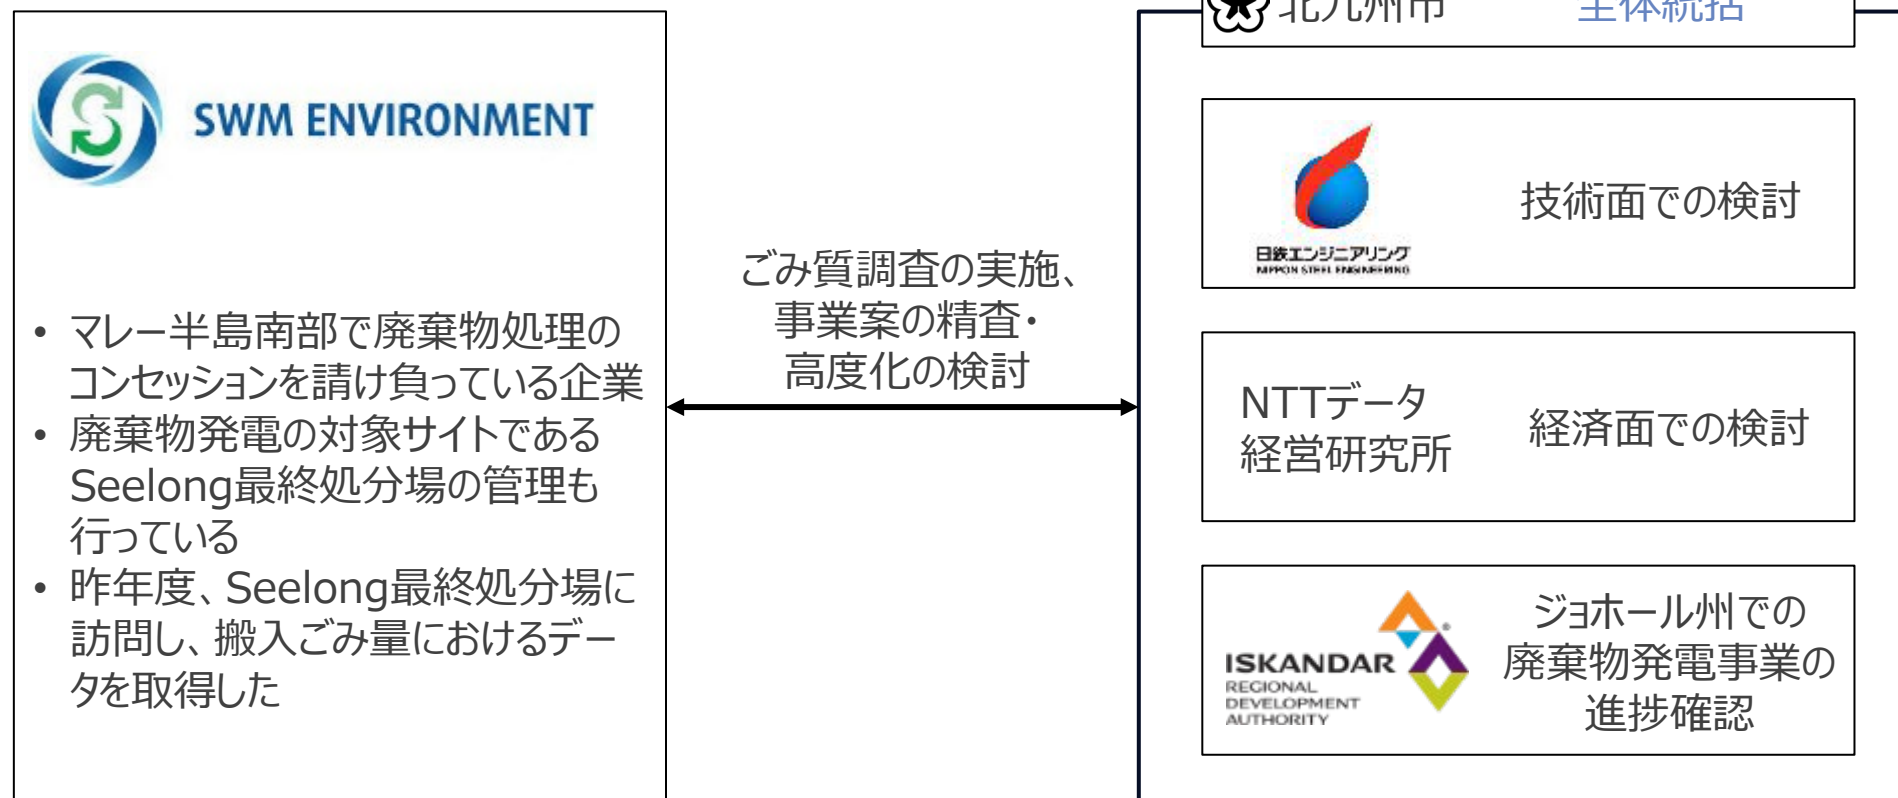 SWM ENVIRONMENT
• マレー半島南部で廃棄物処理の
コンセッションを請け負っている企業
• 廃棄物発電の対象サイトである
Seelong最終処分場の管理も
行っている
• 昨年度、Seelong最終処分場に
訪問し、搬入ごみ量におけるデー
タを取得した
ごみ質調査の実施、
事業案の精査・
高度化の検討
北九州市 全体統括
日鉄エンジニアリング
NIPPON STEEL ENGINEERING
技術面での検討
NTTデータ
経営研究所
経済面での検討
ISKANDAR
REGIONAL
DEVELOPMENT
AUTHORITY
ジョホール州での
廃棄物発電事業の
進捗確認